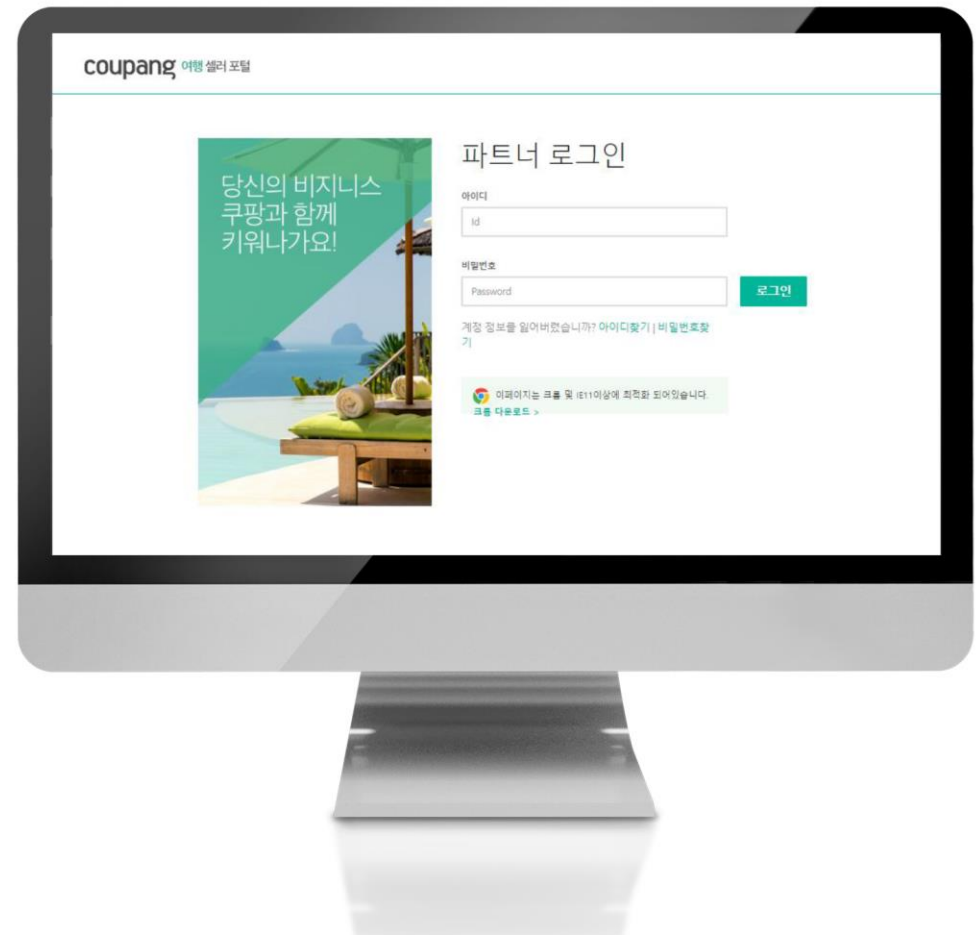 coupang 여행 셀러 포털
당신의 비지니스
쿠팡과 함께
키워나가요!
파트너 로그인
아이디
Id
비밀번호
Password
로그인
계정 정보를 잃어버렸습니까? 아이디찾기 | 비밀번호찾
기
이페이지는 크롬 및 IE11이상에 최적화 되어있습니다.
크롬 다운로드 >